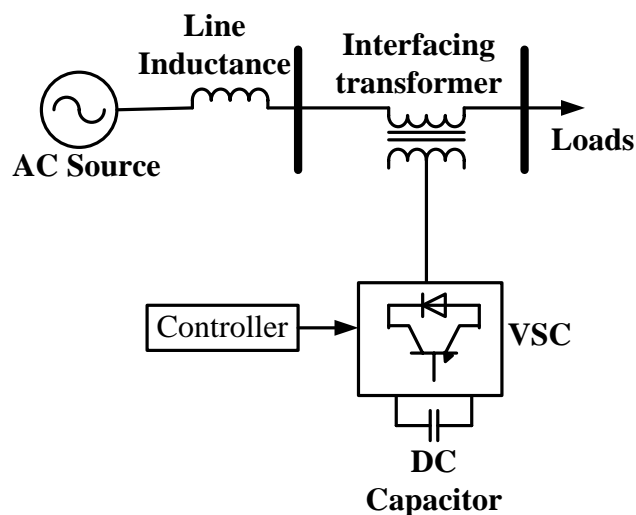 Line
Inductance
Interfacing
transformer
AC Source
Loads
Controller
VSC
DC
Capacitor